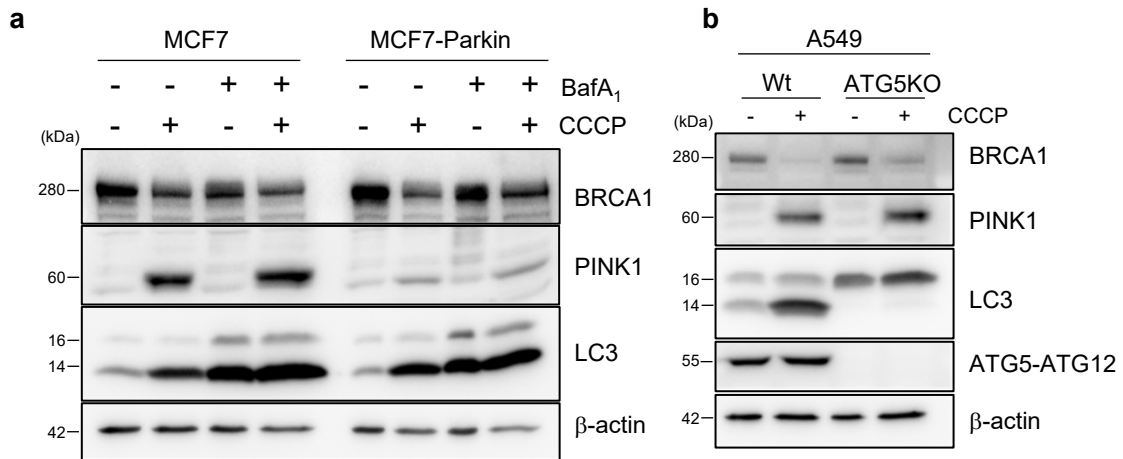 a
MCF7 MCF7-Parkin
- - + + - - + + BafA1
- + - + - + - + CCCP
(kDa)
280 BRCA1
60 PINK1
16
14 LC3
42 β-actin
b
A549
Wt ATG5KO
- + - + CCCP
(kDa)
280 BRCA1
60 PINK1
16
14 LC3
55 ATG5-ATG12
42 β-actin